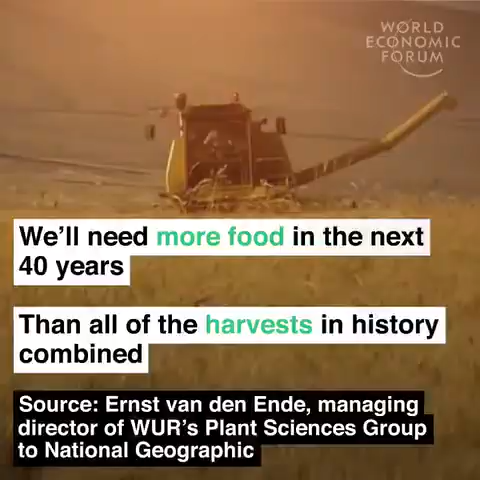 WORLD
ECONOMIC
FORUM
We'll need more food in the next
40 years
Than all of the harvests in history
combined
Source: Ernst van den Ende, managing
director of WUR's Plant Sciences Group
to National Geographic